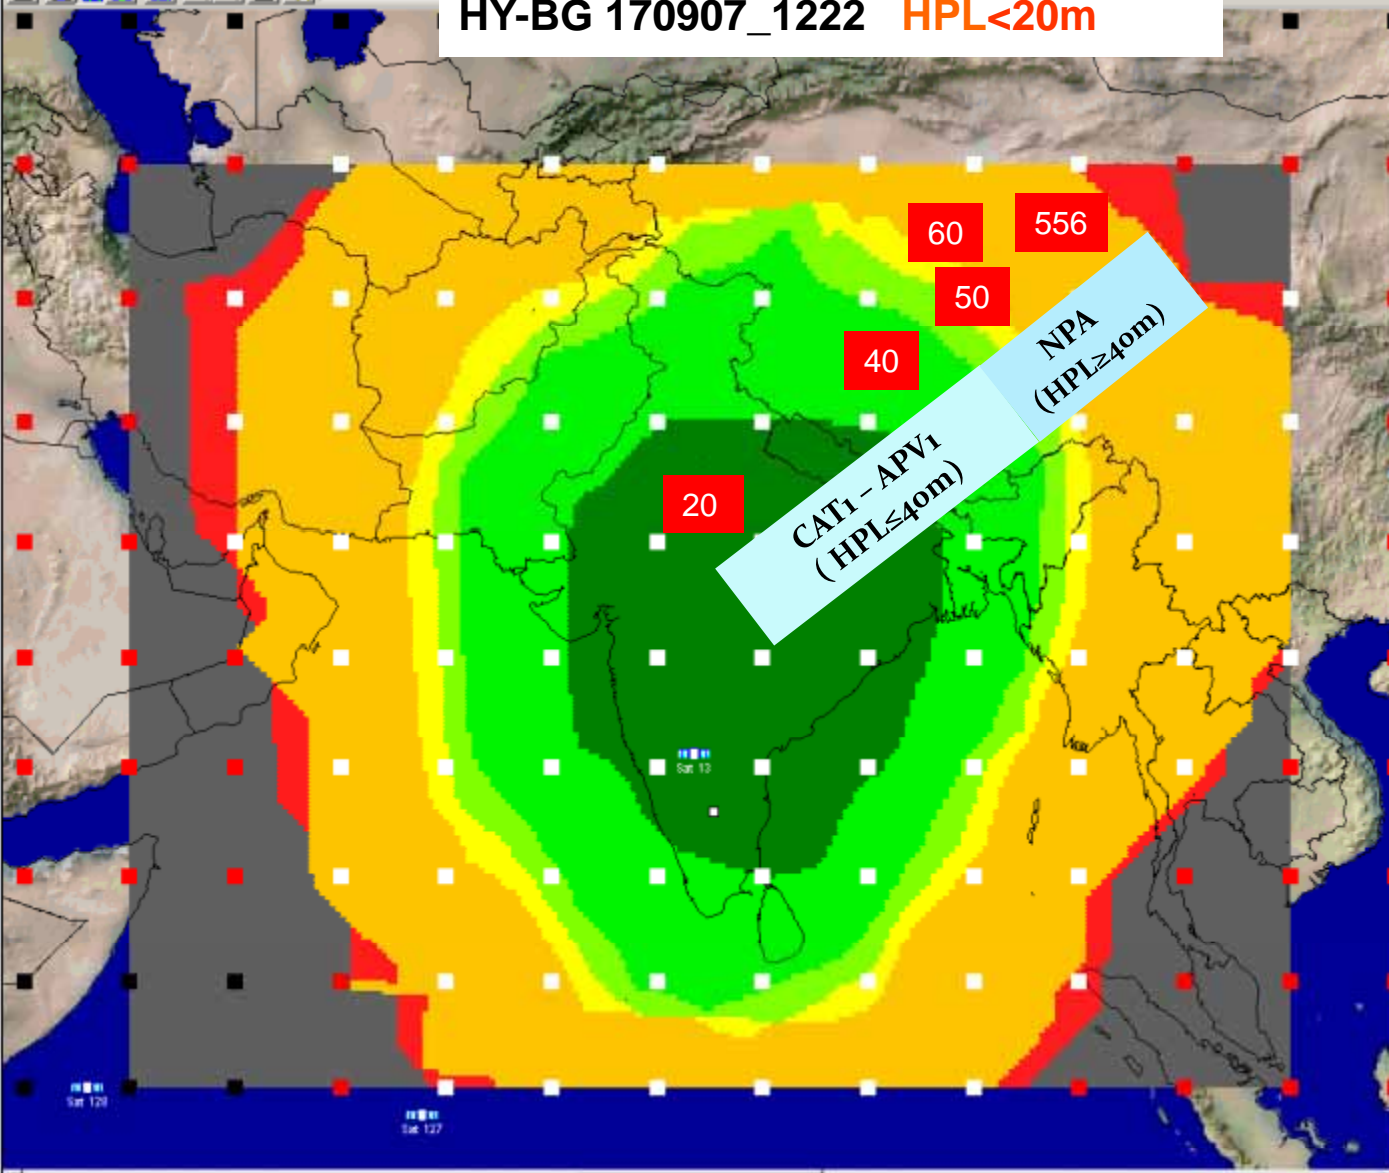 HY-BG 170907_1222 HPL<20m
60
556
50
40
20
NPA
(HPL≥40m)
CAT1 – APV1
( HPL≤40m)
Sat 13
Sat 128
Sat 127